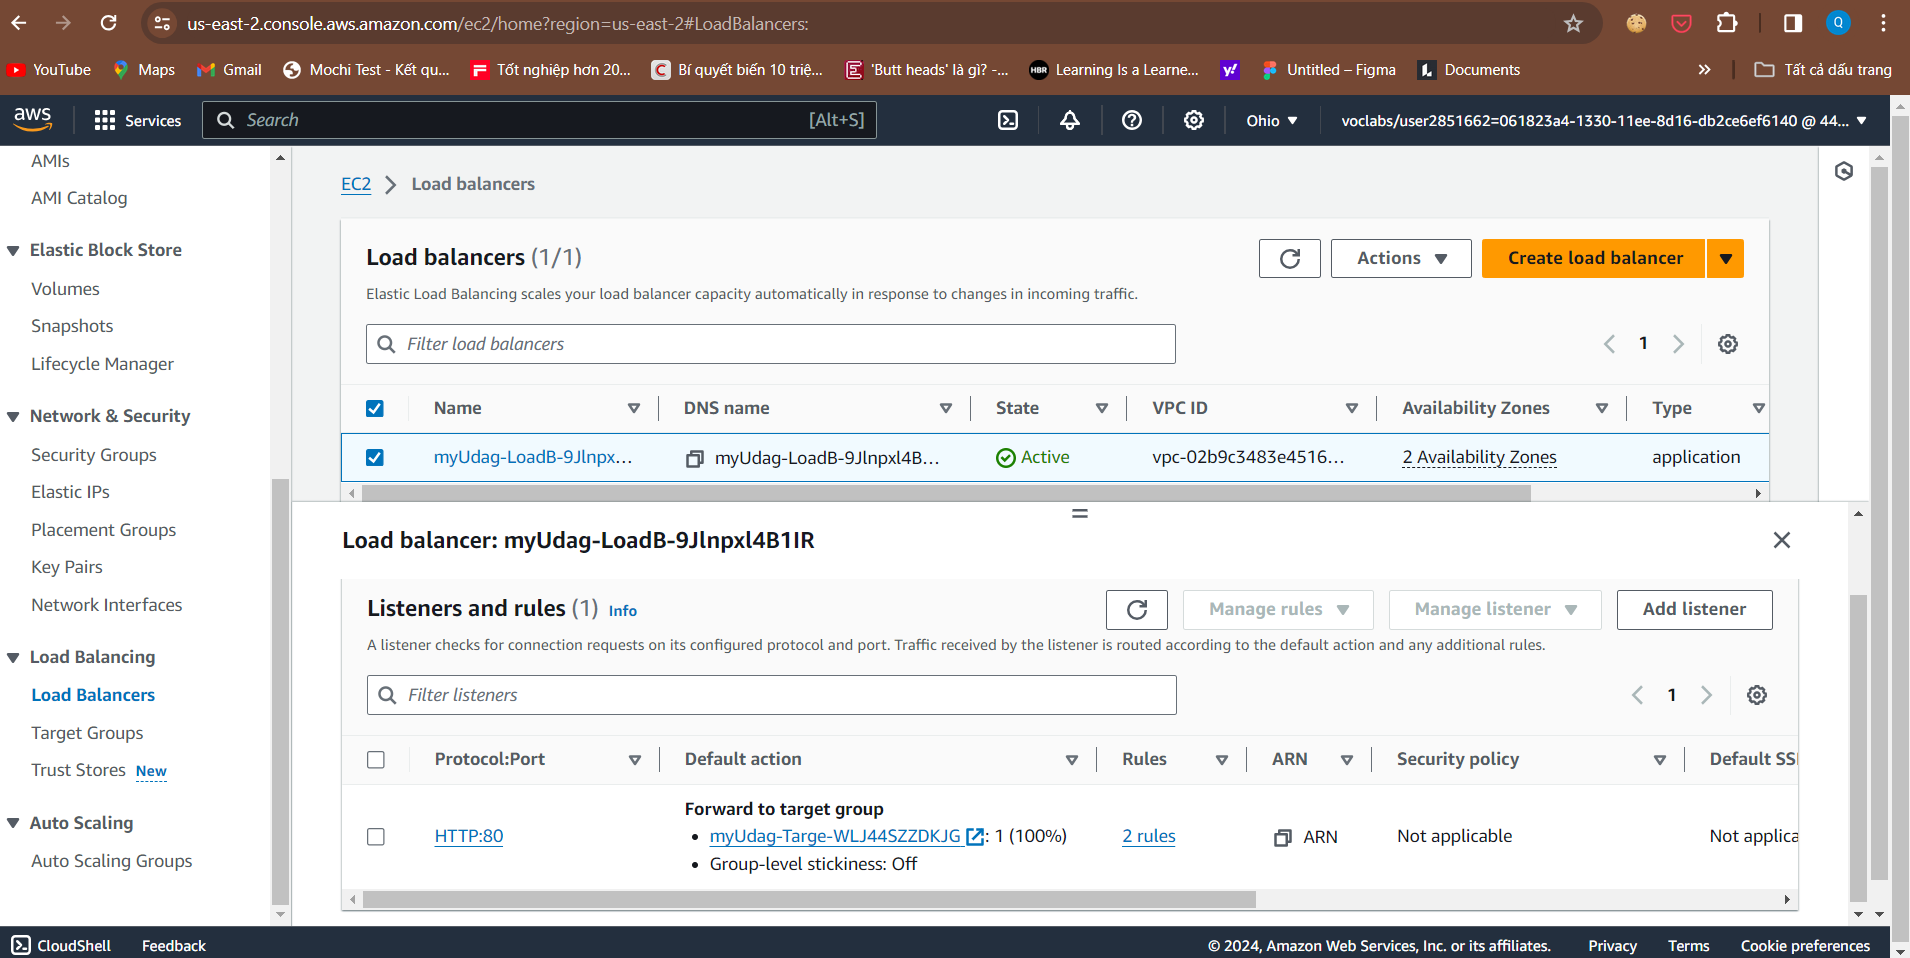 us-east-2.console.aws.amazon.com/ec2/home?region=us-east-2#LoadBalancers:
Q
YouTube
Maps
Gmail
Mochi Test - Kết qu...
Tốt nghiệp hơn 20...
Bí quyết biến 10 triệ...
'Butt heads' là gì? -...
HBR
Learning Is a Learne...
Untitled – Figma
Documents
»
Tất cả dấu trang
aws
Services
Search
[Alt+S]
Ohio
voclabs/user2851662=061823a4-1330-11ee-8d16-db2ce6ef6140 @ 44...
AMIs
AMI Catalog
Elastic Block Store
Volumes
Snapshots
Lifecycle Manager
Network & Security
Security Groups
Elastic IPs
Placement Groups
Key Pairs
Network Interfaces
Load Balancing
Load Balancers
Target Groups
Trust Stores New
Auto Scaling
Auto Scaling Groups
EC2
Load balancers
Load balancers (1/1)
Actions
Create load balancer
Elastic Load Balancing scales your load balancer capacity automatically in response to changes in incoming traffic.
Filter load balancers
1
Name
DNS name
State
VPC ID
Availability Zones
Type
myUdag-LoadB-9Jlnpx...
myUdag-LoadB-9Jlnpxl4B...
Active
vpc-02b9c3483e4516...
2 Availability Zones
application
Load balancer: myUdag-LoadB-9Jlnpxl4B1IR
Listeners and rules (1) Info
Manage rules
Manage listener
Add listener
A listener checks for connection requests on its configured protocol and port. Traffic received by the listener is routed according to the default action and any additional rules.
Filter listeners
1
Protocol:Port
Default action
Rules
ARN
Security policy
Default SS
Forward to target group
HTTP:80
• myUdag-Targe-WLJ44SZZDKJG : 1 (100%)
2 rules
ARN
Not applicable
Not applica
• Group-level stickiness: Off
CloudShell
Feedback
© 2024, Amazon Web Services, Inc. or its affiliates.
Privacy
Terms
Cookie preferences